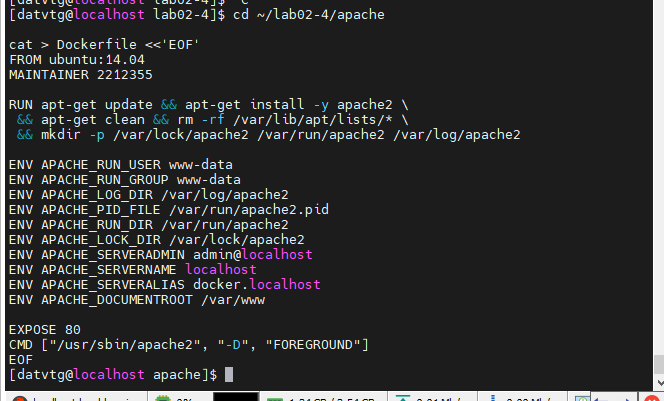 [datvtg@localhost lab02-4]$ ^C
[datvtg@localhost lab02-4]$ cd ~/lab02-4/apache
cat > Dockerfile <<'EOF'
FROM ubuntu:14.04
MAINTAINER 2212355
RUN apt-get update && apt-get install -y apache2 \
 && apt-get clean && rm -rf /var/lib/apt/lists/* \
 && mkdir -p /var/lock/apache2 /var/run/apache2 /var/log/apache2
ENV APACHE_RUN_USER www-data
ENV APACHE_RUN_GROUP www-data
ENV APACHE_LOG_DIR /var/log/apache2
ENV APACHE_PID_FILE /var/run/apache2.pid
ENV APACHE_RUN_DIR /var/run/apache2
ENV APACHE_LOCK_DIR /var/lock/apache2
ENV APACHE_SERVERADMIN admin@localhost
ENV APACHE_SERVERNAME localhost
ENV APACHE_SERVERALIAS docker.localhost
ENV APACHE_DOCUMENTROOT /var/www
EXPOSE 80
CMD ["/usr/sbin/apache2", "-D", "FOREGROUND"]
EOF
[datvtg@localhost apache]$